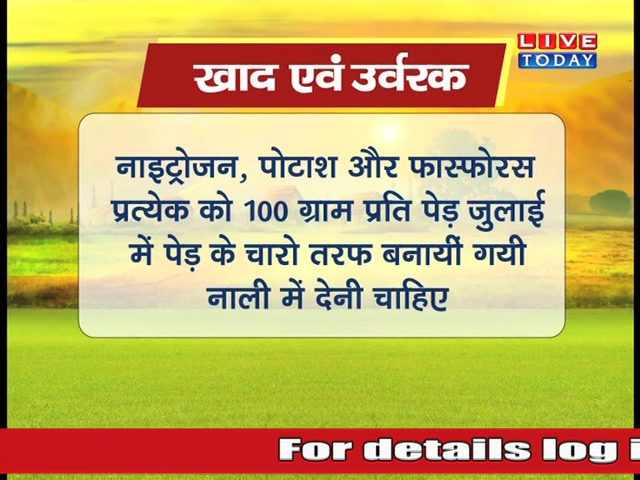 LIVE
TODAY
खाद एवं उर्वरक
नाइट्रोजन, पोटाश और फास्फोरस
प्रत्येक को 100 ग्राम प्रति पेड़ जुलाई
में पेड़ के चारो तरफ बनायीं गयी
नाली में देनी चाहिए
For details log i